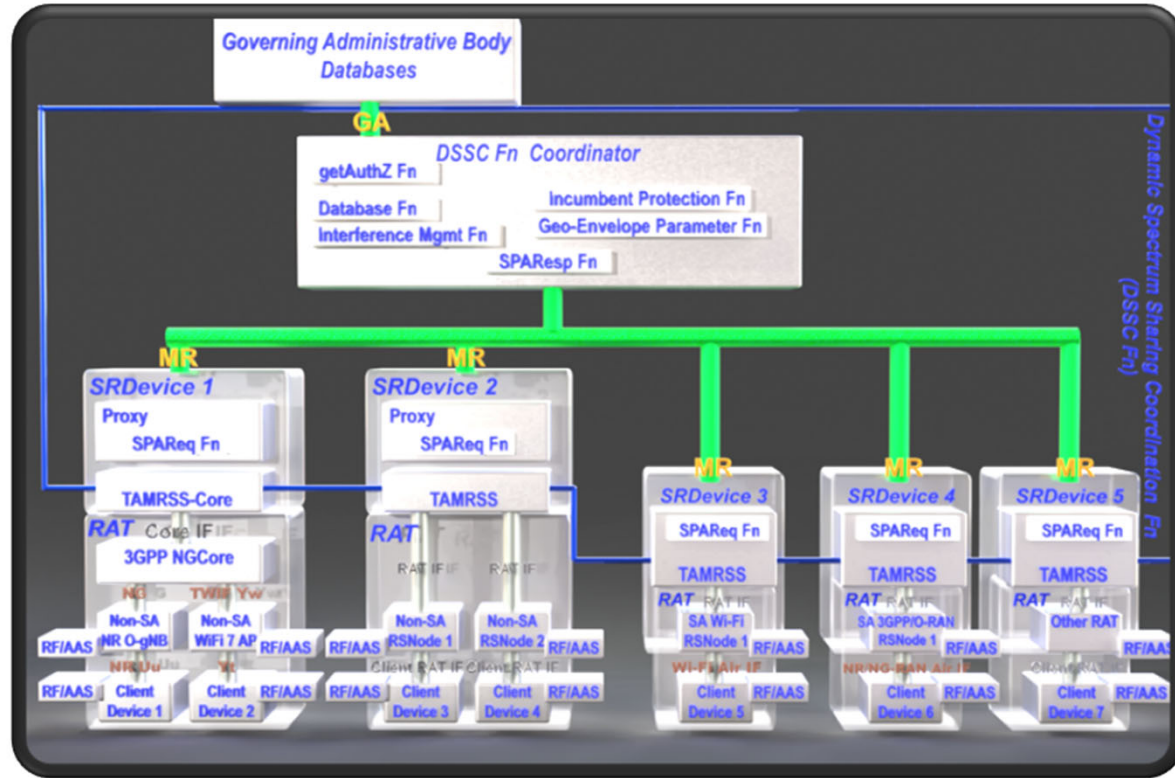 Governing Administrative Body
Databases
GA
DSSC Fn Coordinator
getAuthZ Fn
Database Fn
Interference Mgmt Fn
Incumbent Protection Fn
Geo-Envelope Parameter Fn
SPAResp Fn
Dynamic Spectrum Sharing Coordination Fn
(DSSC Fn)
MR
SRDevice 1
Proxy
SPAReq Fn
TAMRSS-Core
RAT
Core IF
3GPP NGCore
NG
Yw
Non-SA
NR O-gNB
Non-SA
WiFi 7 AP
RF/AAS
RF/AAS
NR Uu
Yt
RF/AAS
Client
Device 1
Client
Device 2
RF/AAS
MR
SRDevice 2
Proxy
SPAReq Fn
TAMRSS
RAT
RAT IF
RAT IF
RF/AAS
Non-SA
RSNode 1
Non-SA
RSNode 2
RF/AAS
Client RAT IF
Client RAT IF
RF/AAS
Client
Device 3
Client
Device 4
RF/AAS
MR
SRDevice 3
SPAReq Fn
TAMRSS
RAT
RAT IF
SA Wi-Fi
RSNode 1
RF/AAS
Wi-Fi Air IF
Client
Device 5
RF/AAS
MR
SRDevice 4
SPAReq Fn
TAMRSS
RAT
RAT IF
SA 3GPP/O-RAN
RSNode 1
RF/AAS
NR/NG-RAN Air IF
Client
Device 6
RF/AAS
MR
SRDevice 5
SPAReq Fn
TAMRSS
RAT
RAT IF
Other RAT
RF/AAS
Client RAT IF
Client
Device 7
RF/AAS